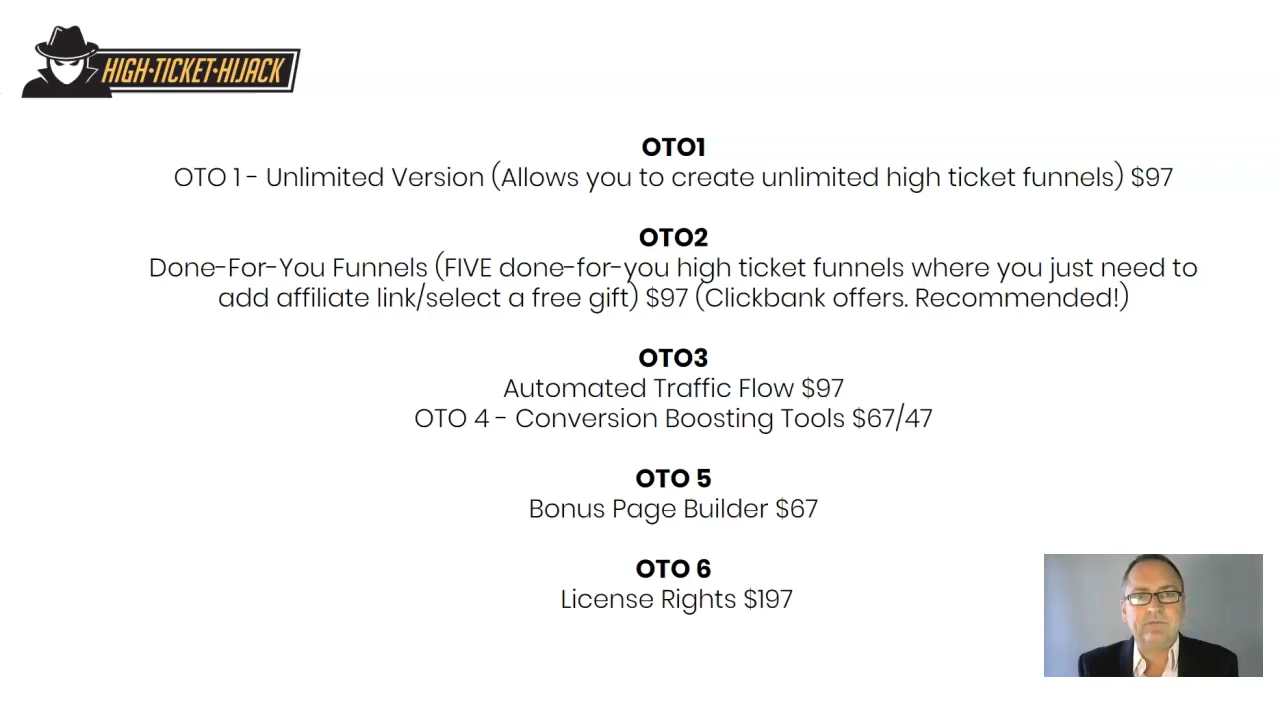 HIGH·TICKET·HIJACK
OTO1
OTO 1 - Unlimited Version (Allows you to create unlimited high ticket funnels) $97
OTO2
Done-For-You Funnels (FIVE done-for-you high ticket funnels where you just need to
add affiliate link/select a free gift) $97 (Clickbank offers. Recommended!)
OTO3
Automated Traffic Flow $97
OTO 4 - Conversion Boosting Tools $67/47
OTO 5
Bonus Page Builder $67
OTO 6
License Rights $197